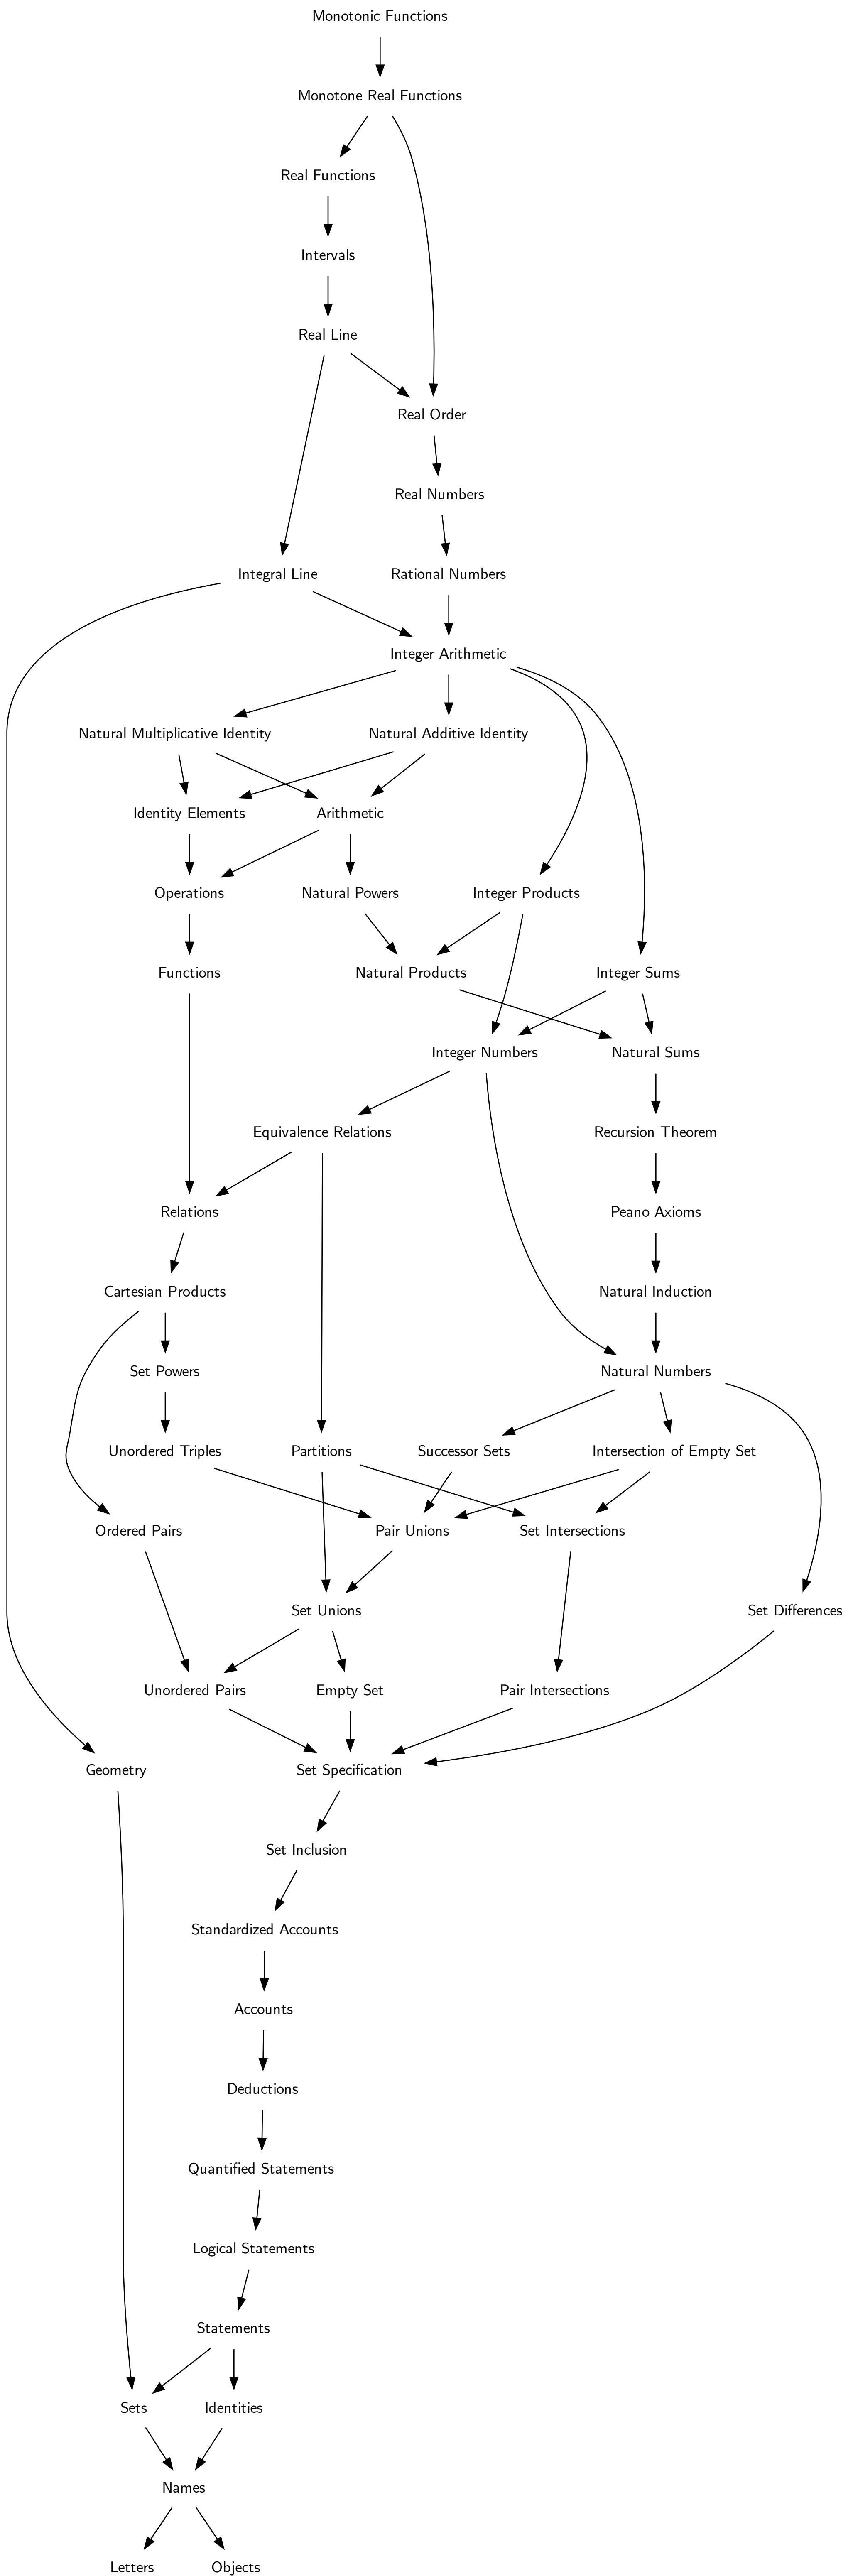 Monotonic Functions
Monotone Real Functions
Real Functions
Intervals
Real Line
Real Order
Real Numbers
Integral Line
Rational Numbers
Integer Arithmetic
Natural Multiplicative Identity
Natural Additive Identity
Identity Elements
Arithmetic
Operations
Natural Powers
Integer Products
Functions
Natural Products
Integer Sums
Integer Numbers
Natural Sums
Equivalence Relations
Recursion Theorem
Relations
Peano Axioms
Cartesian Products
Natural Induction
Set Powers
Natural Numbers
Unordered Triples
Partitions
Successor Sets
Intersection of Empty Set
Ordered Pairs
Pair Unions
Set Intersections
Set Unions
Set Differences
Unordered Pairs
Empty Set
Pair Intersections
Geometry
Set Specification
Set Inclusion
Standardized Accounts
Accounts
Deductions
Quantified Statements
Logical Statements
Statements
Sets
Identities
Names
Letters
Objects